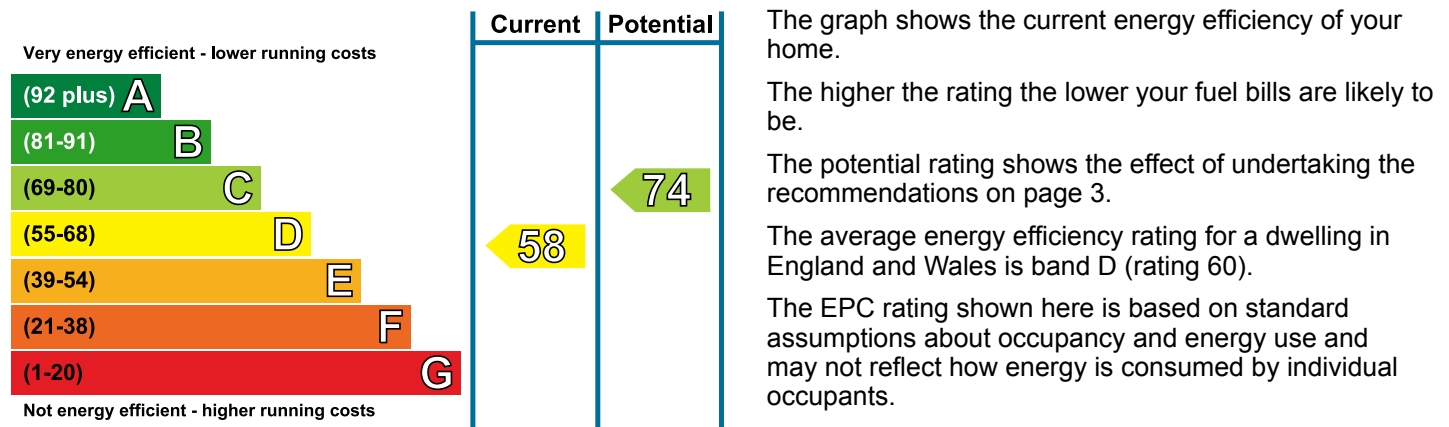 Current Potential
Very energy efficient - lower running costs
(92 plus) A
(81-91) B
(69-80) C
(55-68) D
(39-54) E
(21-38) F
(1-20) G
Not energy efficient - higher running costs
58
74
The graph shows the current energy efficiency of your
home.
The higher the rating the lower your fuel bills are likely to
be.
The potential rating shows the effect of undertaking the
recommendations on page 3.
The average energy efficiency rating for a dwelling in
England and Wales is band D (rating 60).
The EPC rating shown here is based on standard
assumptions about occupancy and energy use and
may not reflect how energy is consumed by individual
occupants.